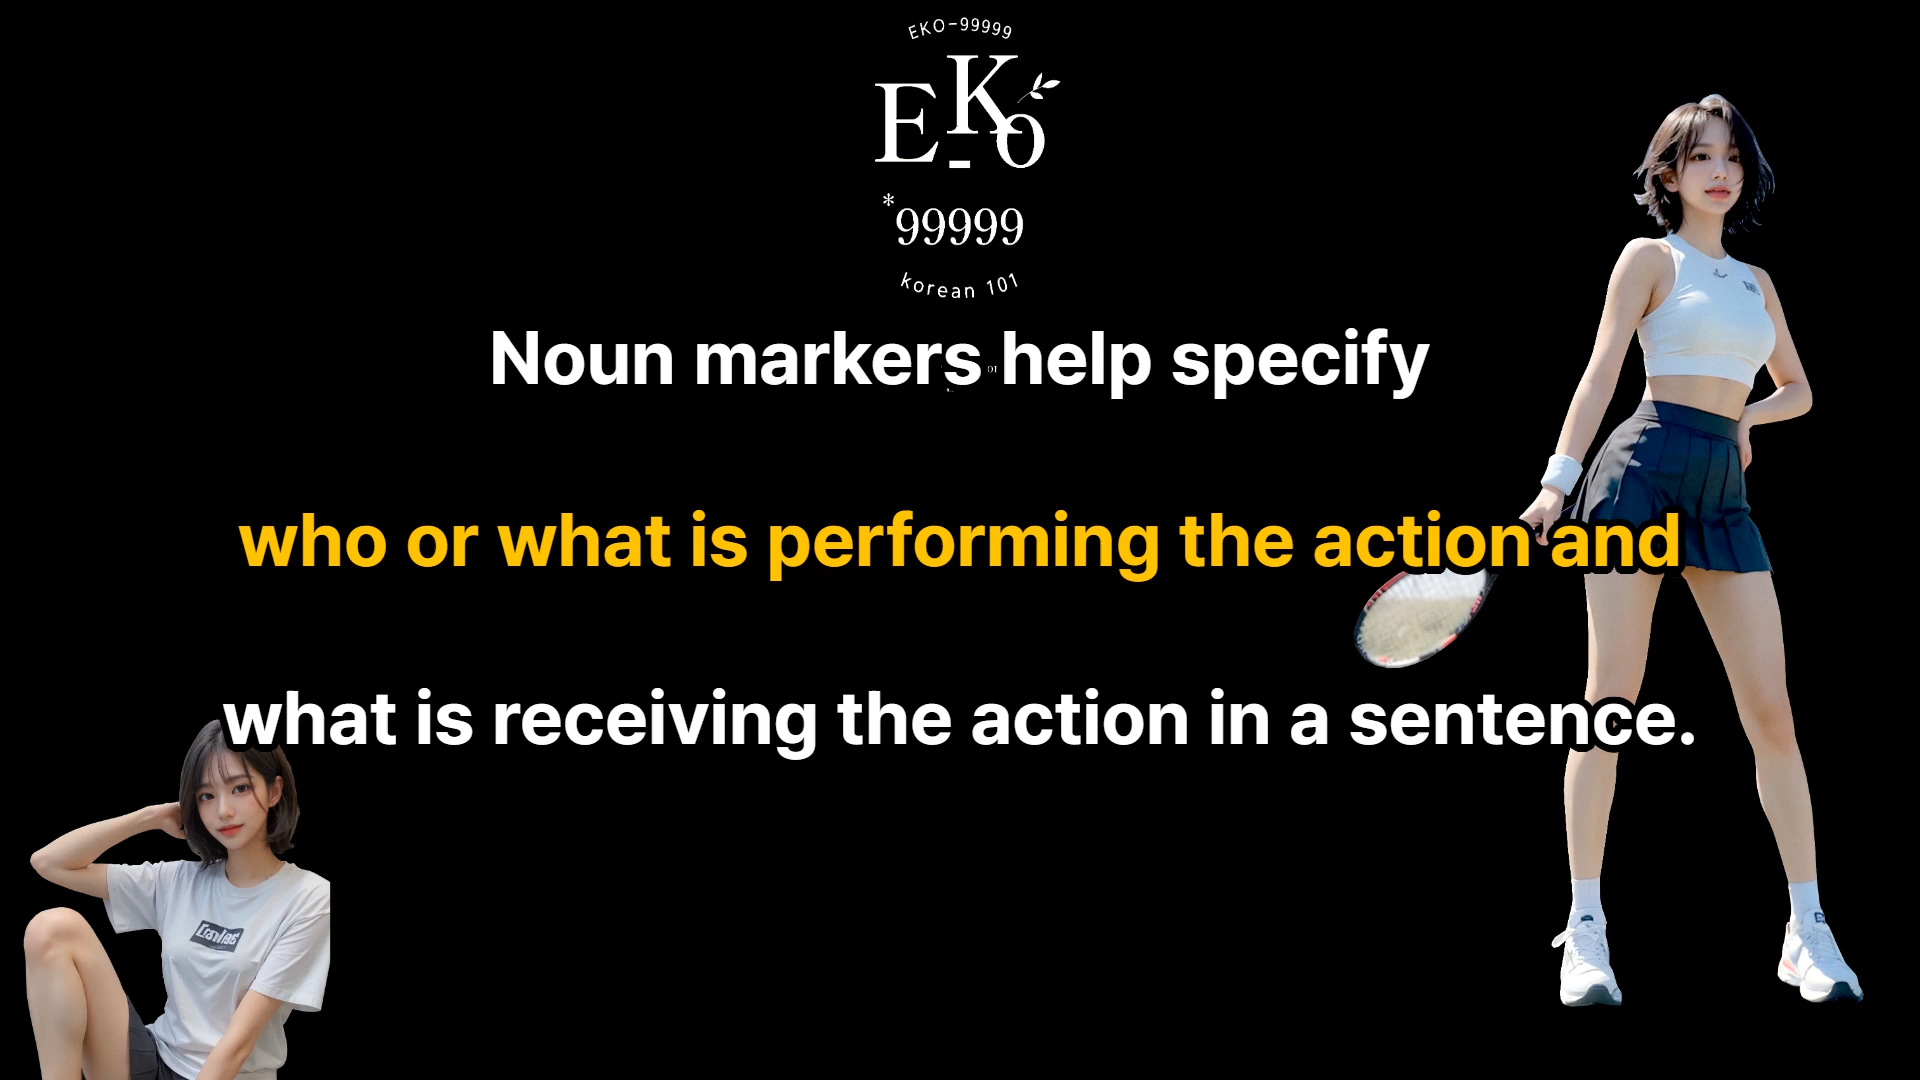 EKO-99999
E-Ko
*99999
korean 101
Noun markers help specify
who or what is performing the action and
what is receiving the action in a sentence.